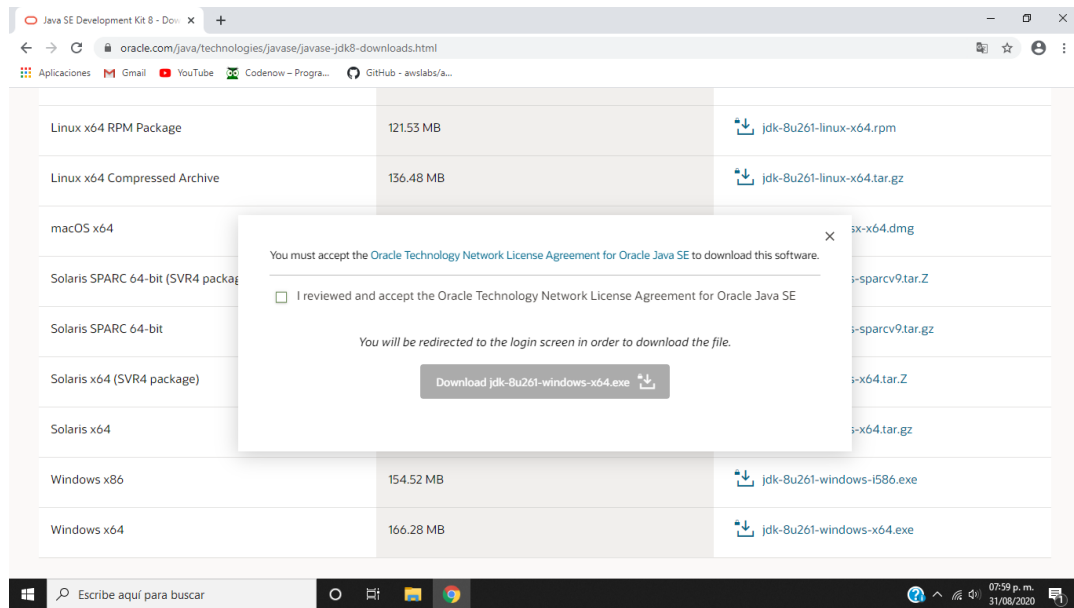 Java SE Development Kit 8 - Dow
oracle.com/java/technologies/javase/javase-jdk8-downloads.html
Aplicaciones Gmail YouTube Codenow – Progra... GitHub - awslabs/a...
Linux x64 RPM Package 121.53 MB jdk-8u261-linux-x64.rpm
Linux x64 Compressed Archive 136.48 MB jdk-8u261-linux-x64.tar.gz
macOS x64 sx-x64.dmg
You must accept the Oracle Technology Network License Agreement for Oracle Java SE to download this software.
Solaris SPARC 64-bit (SVR4 packag s-sparcv9.tar.Z
I reviewed and accept the Oracle Technology Network License Agreement for Oracle Java SE
Solaris SPARC 64-bit s-sparcv9.tar.gz
You will be redirected to the login screen in order to download the file.
Solaris x64 (SVR4 package) s-x64.tar.Z
Download jdk-8u261-windows-x64.exe
Solaris x64 s-x64.tar.gz
Windows x86 154.52 MB jdk-8u261-windows-i586.exe
Windows x64 166.28 MB jdk-8u261-windows-x64.exe
Escribe aquí para buscar
07:59 p. m.
31/08/2020